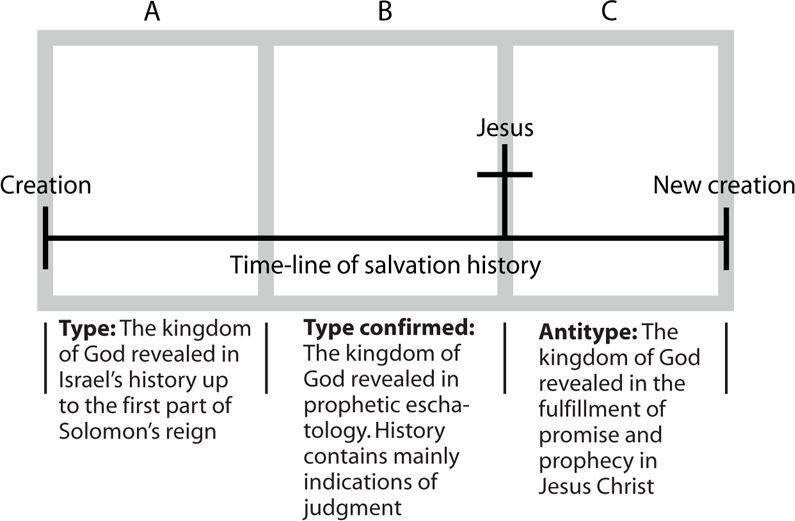 A
B
C
Jesus
Creation
New creation
Time-line of salvation history
Type: The kingdom
of God revealed in
Israel's history up
to the first part of
Solomon's reign
Type confirmed:
The kingdom of
God revealed in
prophetic escha-
tology. History
contains mainly
indications of
judgment
Antitype: The
kingdom of God
revealed in the
fulfillment of
promise and
prophecy in
Jesus Christ